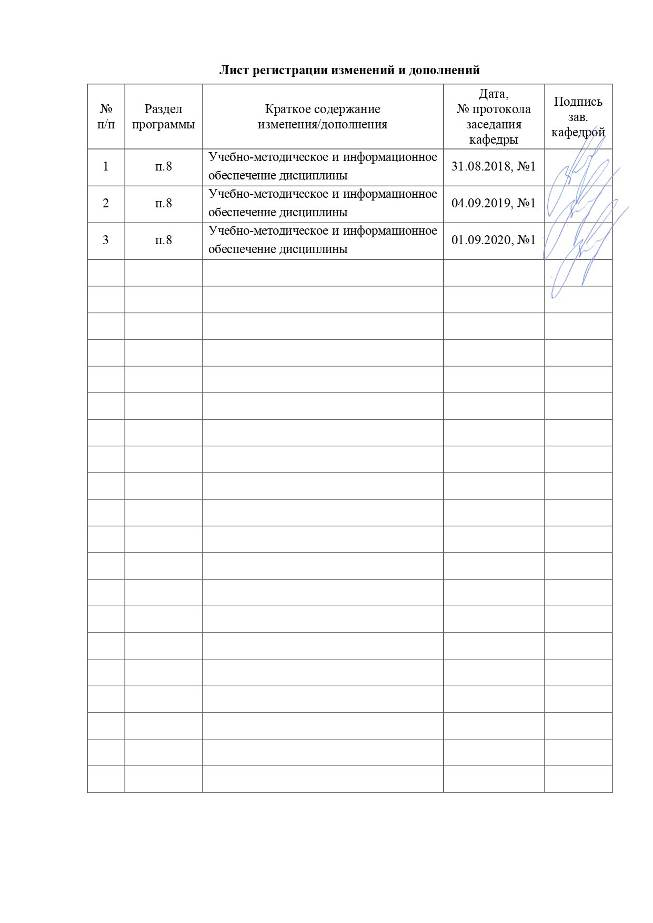 Лист регистрации изменений и дополнений
№ п/п
Раздел программы
Краткое содержание изменения/дополнения
Дата, № протокола заседания кафедры
Подпись зав. кафедрой
1
п.8
Учебно-методическое и информационное
обеспечение дисциплины
31.08.2018, №1
2
п.8
Учебно-методическое и информационное
обеспечение дисциплины
04.09.2019, №1
3
п.8
Учебно-методическое и информационное
обеспечение дисциплины
01.09.2020, №1